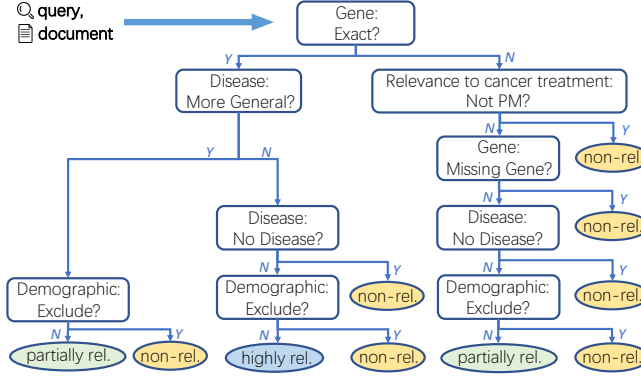 query,
document
Gene:
Exact?
Y
N
Disease:
More General?
Relevance to cancer treatment:
Not PM?
N
Y
Gene:
Missing Gene?
non-rel.
Y
N
N
Y
Disease:
No Disease?
Disease:
No Disease?
non-rel.
N
Y
N
Y
Demographic:
Exclude?
Demographic:
Exclude?
non-rel.
Demographic:
Exclude?
non-rel.
N
Y
N
Y
N
Y
partially rel.
non-rel.
highly rel.
non-rel.
partially rel.
non-rel.